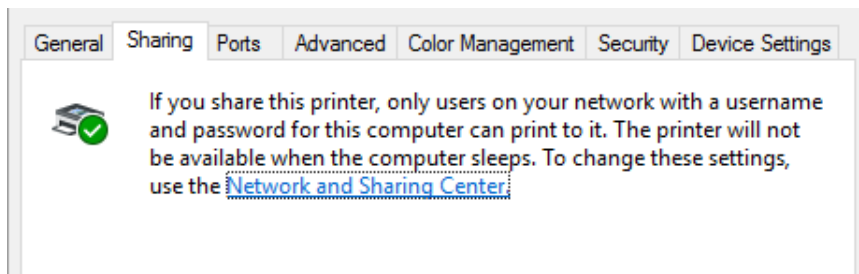 General Sharing Ports Advanced Color Management Security Device Settings
If you share this printer, only users on your network with a username
and password for this computer can print to it. The printer will not
be available when the computer sleeps. To change these settings,
use the Network and Sharing Center.